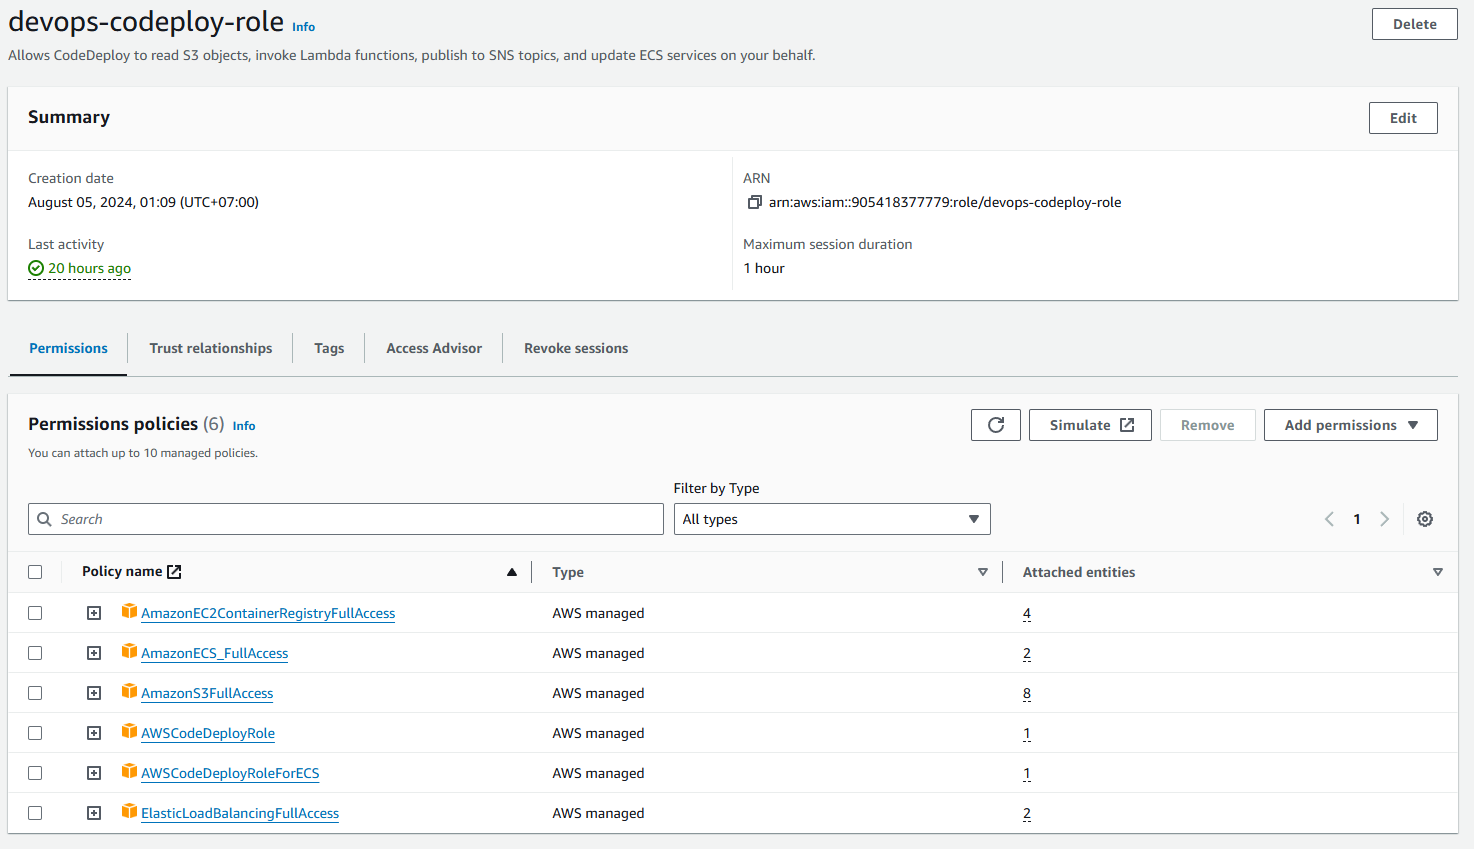 devops-codeploy-role Info
Delete
Allows CodeDeploy to read S3 objects, invoke Lambda functions, publish to SNS topics, and update ECS services on your behalf.
Summary
Edit
Creation date
August 05, 2024, 01:09 (UTC+07:00)
ARN
arn:aws:iam::905418377779:role/devops-codeploy-role
Last activity
20 hours ago
Maximum session duration
1 hour
Permissions
Trust relationships
Tags
Access Advisor
Revoke sessions
Permissions policies (6) Info
You can attach up to 10 managed policies.
Simulate
Remove
Add permissions
Filter by Type
Search
All types
1
Policy name Type Attached entities
AmazonEC2ContainerRegistryFullAccess AWS managed 4
AmazonECS_FullAccess AWS managed 2
AmazonS3FullAccess AWS managed 8
AWSCodeDeployRole AWS managed 1
AWSCodeDeployRoleForECS AWS managed 1
ElasticLoadBalancingFullAccess AWS managed 2